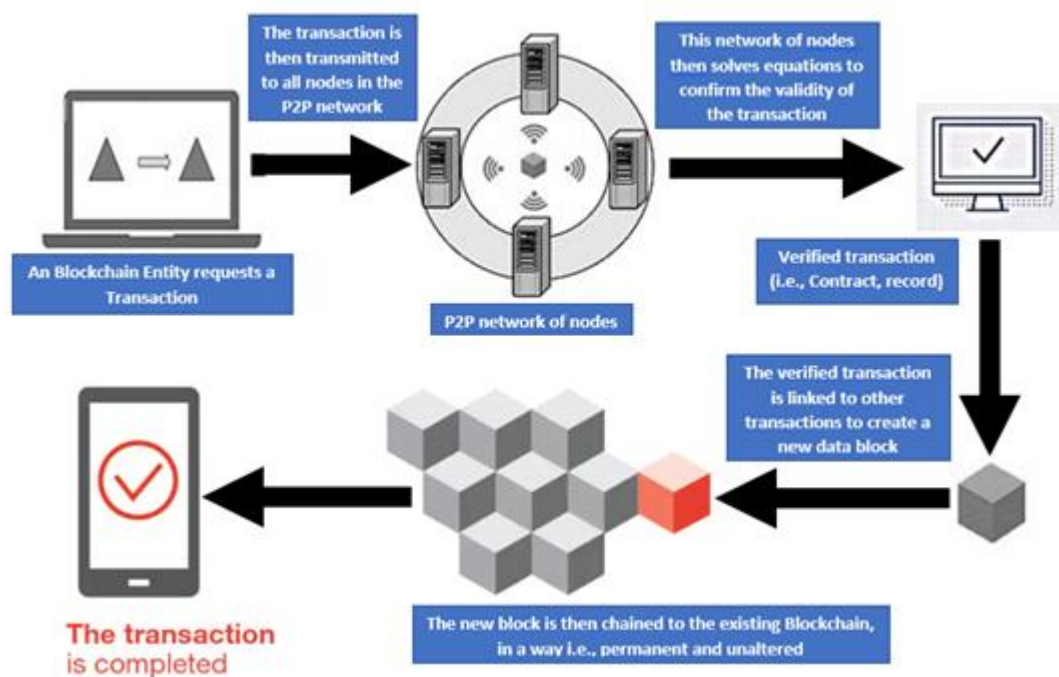 The transaction is
then transmitted
to all nodes in the
P2P network
This network of nodes
then solves equations to
confirm the validity of
the transaction
An Blockchain Entity requests a
Transaction
P2P network of nodes
Verified transaction
(i.e., Contract, record)
The verified transaction
is linked to other
transactions to create a
new data block
The new block is then chained to the existing Blockchain,
in a way i.e., permanent and unaltered
The transaction
is completed